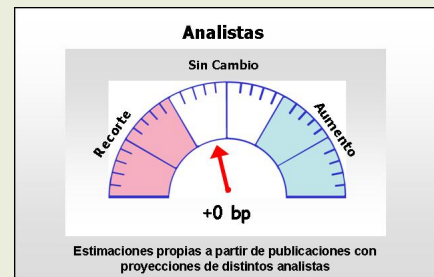 Analistas
Sin Cambio
Recorte
Aumento
+0 bp
Estimaciones propias a partir de publicaciones con
proyecciones de distintos analistas